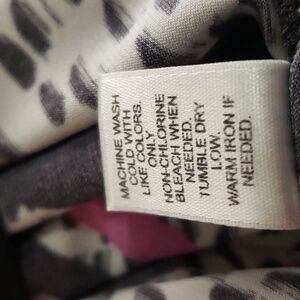 MACHINE WASH
COLD WITH
LIKE COLORS.
ONLY
NON-CHLORINE
BLEACH WHEN
NEEDED.
TUMBLE DRY
LOW.
WARM IRON IF
NEEDED.